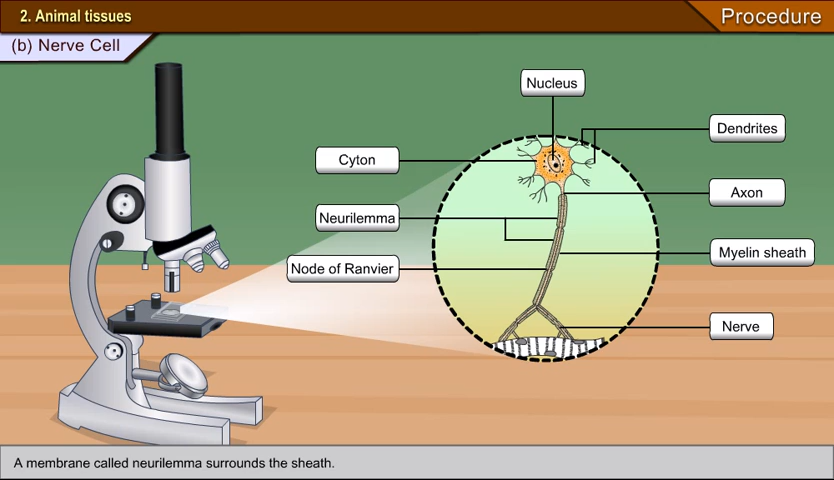 2. Animal tissues
Procedure
(b) Nerve Cell
Nucleus
Dendrites
Cyton
Axon
Neurilemma
Myelin sheath
Node of Ranvier
Nerve
A membrane called neurilemma surrounds the sheath.